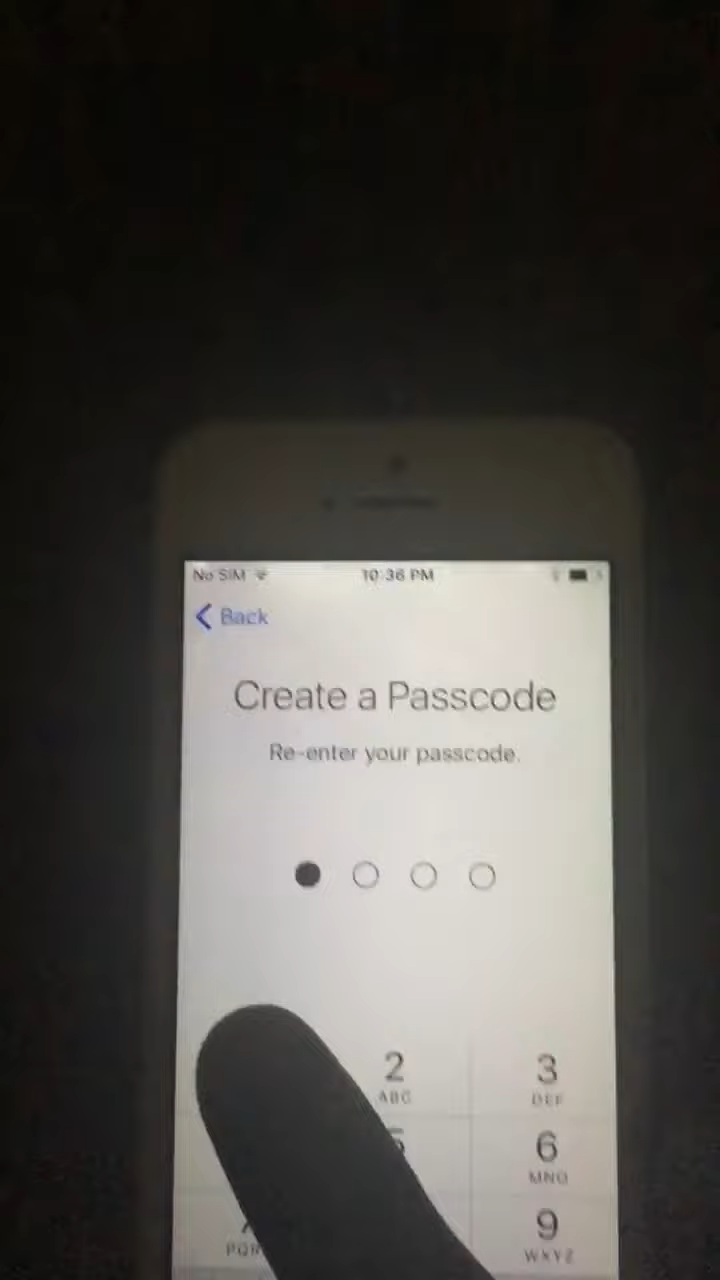 No SIM 10:36 PM
Back
Create a Passcode
Re-enter your passcode.
2 3
ABC DEF
6
MNO
9
WXYZ